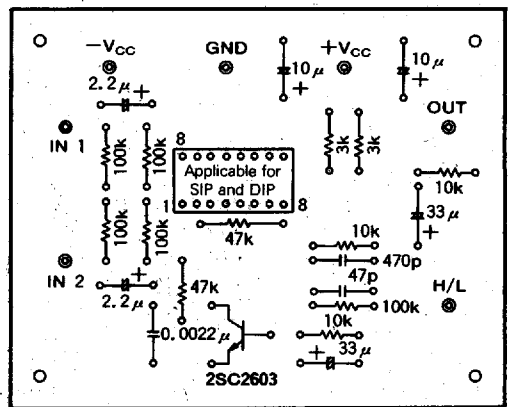 −Vcc
GND
+Vcc
10μ
+
10μ
+
2.2μ
+
OUT
IN 1
100k
100k
8
Applicable for
SIP and DIP
1
8
3k
3k
10k
33μ
+
47k
100k
100k
10k
470p
47p
100k
IN 2
+
2.2μ
47k
H/L
0.0022μ
10k
+
33μ
2SC2603